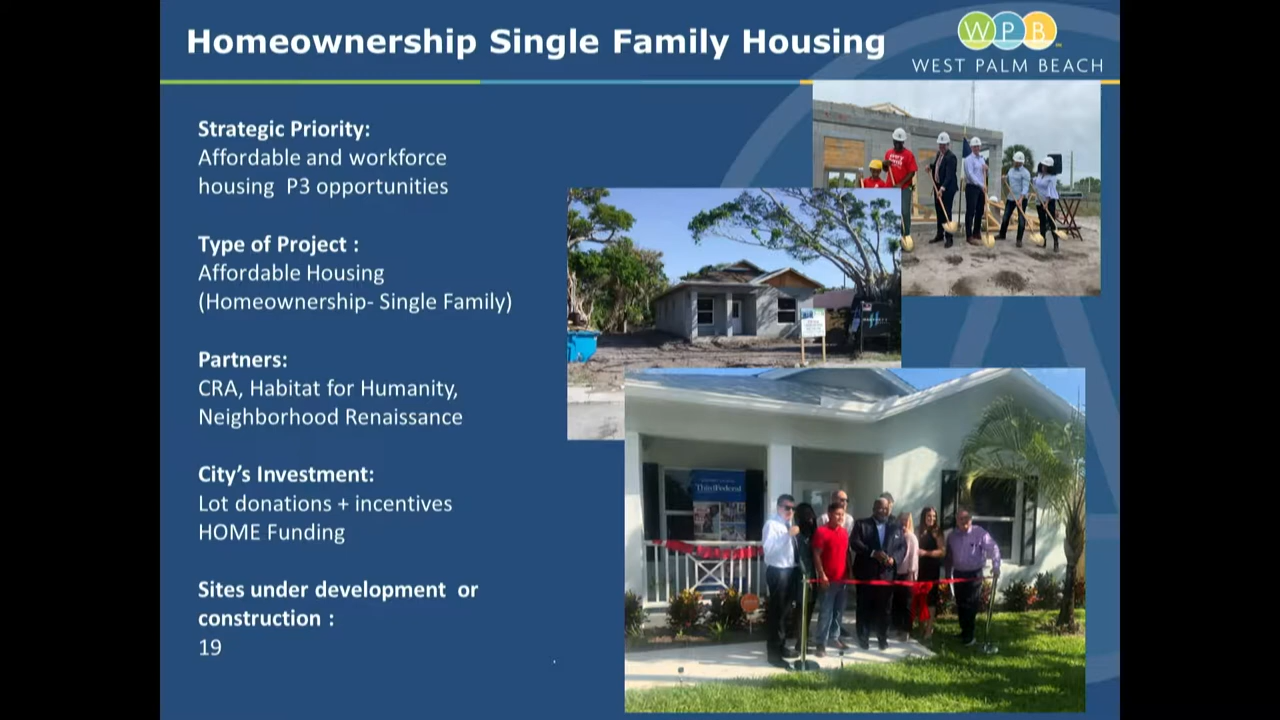 Homeownership Single Family Housing
WPB
WEST PALM BEACH
Strategic Priority:
Affordable and workforce
housing P3 opportunities
Type of Project :
Affordable Housing
(Homeownership- Single Family)
Partners:
CRA, Habitat for Humanity,
Neighborhood Renaissance
City's Investment:
Lot donations + incentives
HOME Funding
Sites under development or
construction :
19
ThirdFederal